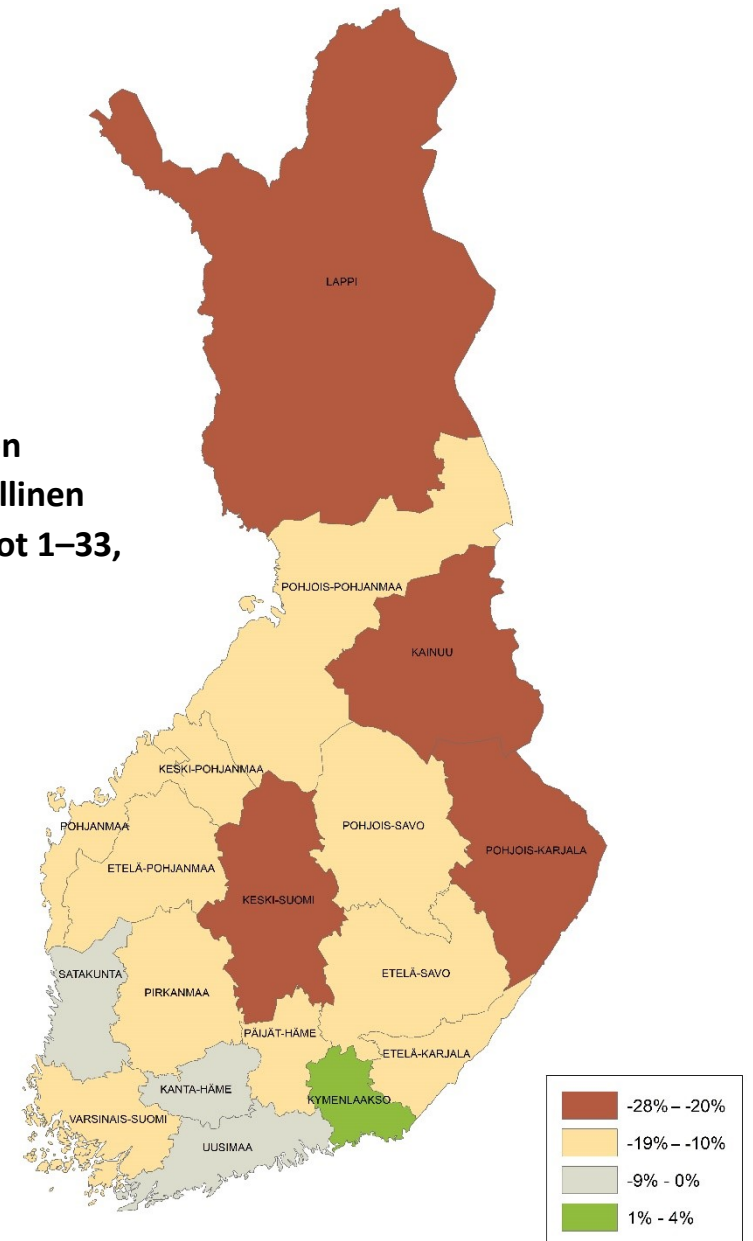 LAPPI
n
llinen
ot 1–33,
POHJOIS-POHJANMAA
KAINUU
KESKI-POHJANMAA
POHJANMAA
POHJOIS-SAVO
POHJOIS-KARJALA
ETELÄ-POHJANMAA
KESKI-SUOMI
SATAKUNTA
ETELÄ-SAVO
PIRKANMAA
PÄIJÄT-HÄME
ETELÄ-KARJALA
KANTA-HÄME
KYMENLAAKSO
VARSINAIS-SUOMI
UUSIMAA
-28% – -20%
-19% – -10%
-9% - 0%
1% - 4%